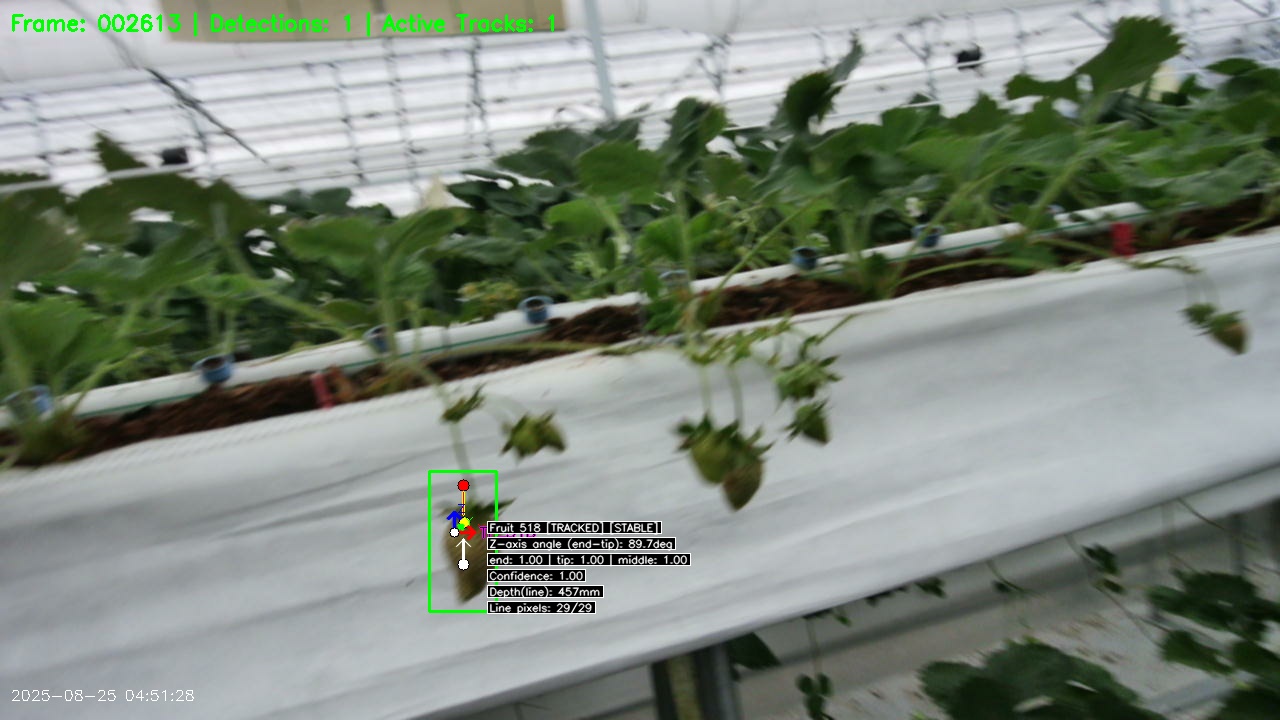 Frame: 002613 | Detections: 1 | Active Tracks: 1
Fruit 518 [TRACKED] [STABLE]
Z-axis angle (end-tip): 89.7deg
end: 1.00 | tip: 1.00 | middle: 1.00
Confidence: 1.00
Depth(line): 457mm
Line pixels: 29/29
2025-08-25 04:51:28